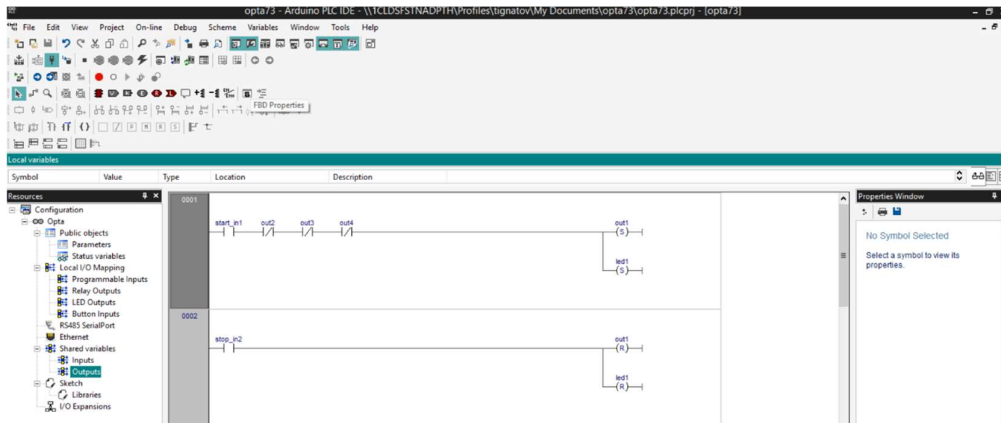 opta73 - Arduino PLC IDE - \\1CLDSFSTNADPTH\Profiles\tignatov\My Documents\opta73\opta73.plcprj - [opta73]
File Edit View Project On-line Debug Scheme Variables Window Tools Help
FBD Properties
Local variables
Symbol Value Type Location Description
Resources
Configuration
Opta
Public objects
Parameters
Status variables
Local I/O Mapping
Programmable Inputs
Relay Outputs
LED Outputs
Button Inputs
RS485 SerialPort
Ethernet
Shared variables
Inputs
Outputs
Sketch
Libraries
I/O Expansions
0001
start_in1 out2 out3 out4 out1
(S)
led1
(S)
0002
stop_in2 out1
(R)
led1
(R)
Properties Window
No Symbol Selected
Select a symbol to view its
properties.